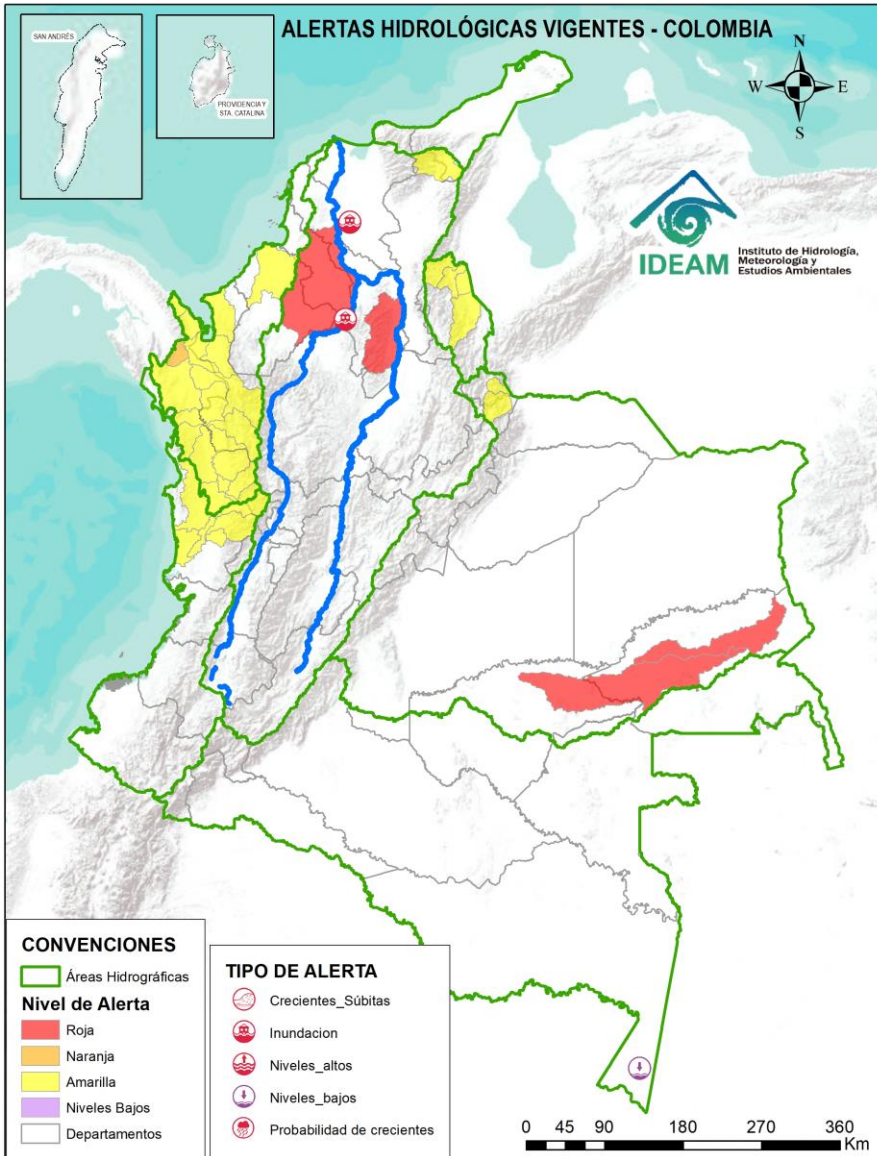 ALERTAS HIDROLÓGICAS VIGENTES - COLOMBIA
SAN ANDRÉS
PROVIDENCIA Y
STA. CATALINA
N
W E
S
IDEAM
Instituto de Hidrología,
Meteorología y
Estudios Ambientales
CONVENCIONES
Áreas Hidrográficas
Nivel de Alerta
Roja
Naranja
Amarilla
Niveles Bajos
Departamentos
TIPO DE ALERTA
Crecientes_Súbitas
Inundacion
Niveles_altos
Niveles_bajos
Probabilidad de crecientes
0 45 90 180 270 360
Km